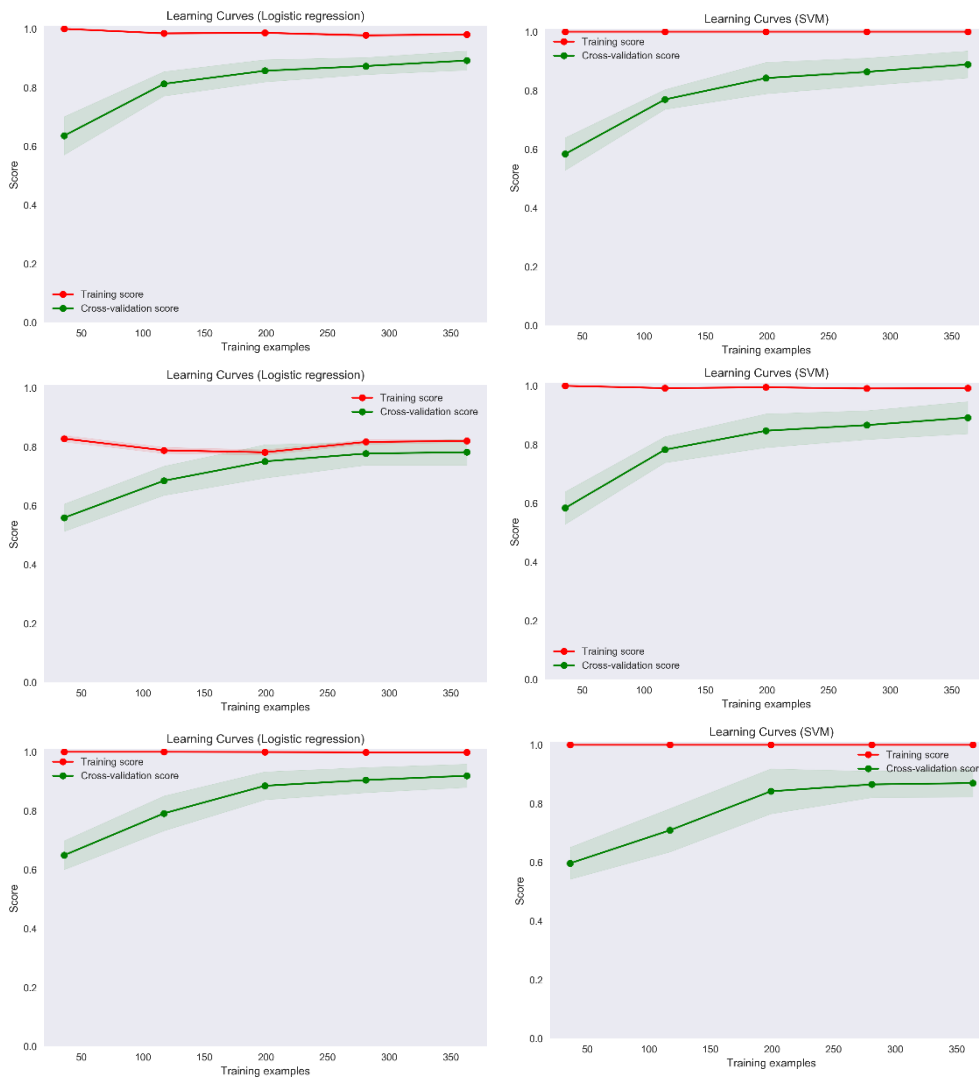 Learning Curves (Logistic regression)
1.0
0.8
0.6
0.4
0.2
0.0
Score
Training score
Cross-validation score
50 100 150 200 250 300 350
Training examples
Learning Curves (SVM)
1.0
0.8
0.6
0.4
0.2
0.0
Score
Training score
Cross-validation score
50 100 150 200 250 300 350
Training examples
Learning Curves (Logistic regression)
1.0
0.8
0.6
0.4
0.2
0.0
Score
Training score
Cross-validation score
50 100 150 200 250 300 350
Training examples
Learning Curves (SVM)
1.0
0.8
0.6
0.4
0.2
0.0
Score
Training score
Cross-validation score
50 100 150 200 250 300 350
Training examples
Learning Curves (Logistic regression)
1.0
0.8
0.6
0.4
0.2
0.0
Score
Training score
Cross-validation score
50 100 150 200 250 300 350
Training examples
Learning Curves (SVM)
1.0
0.8
0.6
0.4
0.2
0.0
Score
Training score
Cross-validation score
50 100 150 200 250 300 350
Training examples